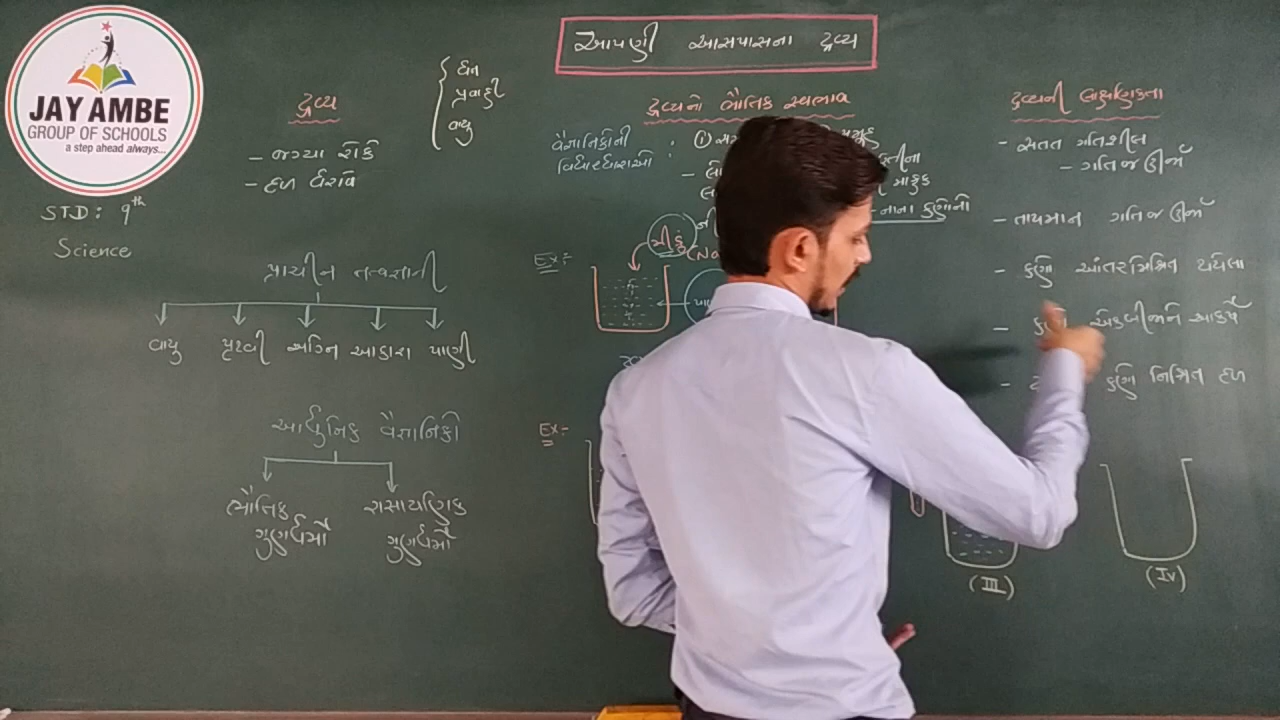 JAY AMBE
GROUP OF SCHOOLS
a step ahead always...
STD: 9th
Science
આપણી આસપાસના દ્રવ્ય
દ્રવ્ય
- જગ્યા રોકે
- દળ ધરાવે
ઘન
પ્રવાહી
વાયુ
પ્રાચીન તત્વજ્ઞાની
વાયુ પૃથ્વી અગ્નિ આકાશ પાણી
આધુનિક વૈજ્ઞાનિકો
ભૌતિક ગુણધર્મો
રાસાયણિક ગુણધર્મો
દ્રવ્યનો ભૌતિક સ્વભાવ
વૈજ્ઞાનિકોની
વિચારધારાઓ :
①
નાના કણોનો
Ex:-
મીઠું
Ex:-
(III)
(IV)
દ્રવ્યની લાક્ષણિકતા
- સતત ગતિશીલ
- ગતિજ ઊર્જા
- તાપમાન ગતિજ ઊર્જા
- કણો આંતરમિશ્રિત થયેલા
- એકબીજાને આકર્ષે
- કણો નિશ્ચિત દળ